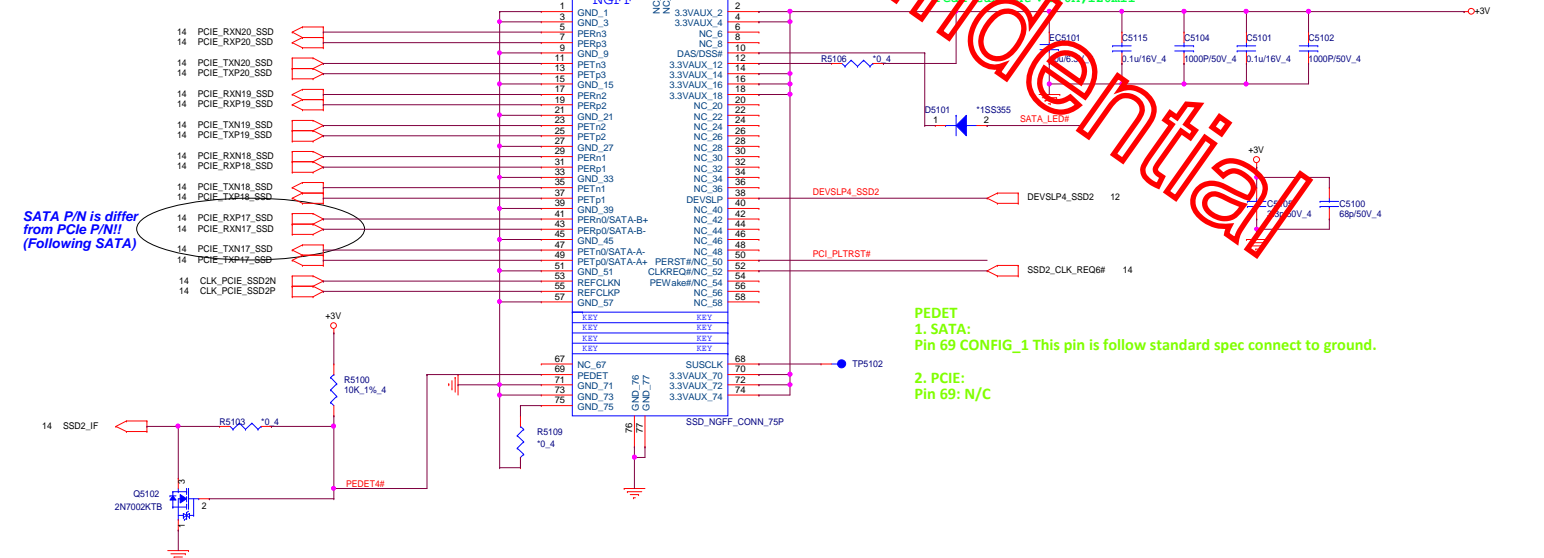 NGFF
+3V
1 GND_1
3 GND_3
5 PERn3
7 PERp3
9 GND_9
11 PETn3
13 PETp3
15 GND_15
17 PERn2
19 PERp2
21 GND_21
23 PETn2
25 PETp2
27 GND_27
29 PERn1
31 PERp1
33 GND_33
35 PETn1
37 PETp1
39 GND_39
41 PERn0/SATA-B+
43 PERp0/SATA-B-
45 GND_45
47 PETn0/SATA-A-
49 PETp0/SATA-A+
51 GND_51
53 REFCLKN
55 REFCLKP
57 GND_57
3.3VAUX_2 2
3.3VAUX_4 4
NC_6 6
NC_8 8
DAS/DSS# 10
3.3VAUX_12 12
3.3VAUX_14 14
3.3VAUX_16 16
3.3VAUX_18 18
NC_20 20
NC_22 22
NC_24 24
NC_26 26
NC_28 28
NC_30 30
NC_32 32
NC_34 34
NC_36 36
DEVSLP 38
NC_40 40
NC_42 42
NC_44 44
NC_46 46
NC_48 48
PERST#/NC_50 50
CLKREQ#/NC_52 52
PEWake#/NC_54 54
NC_56 56
NC_58 58
KEY KEY
KEY KEY
KEY KEY
KEY KEY
67 NC_67
69 PEDET
71 GND_71
73 GND_73
75 GND_75
SUSCLK 68
3.3VAUX_70 70
3.3VAUX_72 72
3.3VAUX_74 74
GND_76
GND_77
76
77
SSD_NGFF_CONN_75P
14 PCIE_RXN20_SSD
14 PCIE_RXP20_SSD
14 PCIE_TXN20_SSD
14 PCIE_TXP20_SSD
14 PCIE_RXN19_SSD
14 PCIE_RXP19_SSD
14 PCIE_TXN19_SSD
14 PCIE_TXP19_SSD
14 PCIE_RXN18_SSD
14 PCIE_RXP18_SSD
14 PCIE_TXN18_SSD
14 PCIE_TXP18_SSD
14 PCIE_RXP17_SSD
14 PCIE_RXN17_SSD
14 PCIE_TXN17_SSD
14 PCIE_TXP17_SSD
14 CLK_PCIE_SSD2N
14 CLK_PCIE_SSD2P
SATA P/N is differ
from PCIe P/N!!
(Following SATA)
R5106 *0_4
D5101 *1SS355
1 2
SATA_LED#
EC5101
C5115
0.1u/16V_4
C5104
1000P/50V_4
C5101
0.1u/16V_4
C5102
1000P/50V_4
+3V
C5100
68p/50V_4
DEVSLP4_SSD2
DEVSLP4_SSD2 12
PCI_PLTRST#
SSD2_CLK_REQ6# 14
TP5102
PEDET
1. SATA:
Pin 69 CONFIG_1 This pin is follow standard spec connect to ground.
2. PCIE:
Pin 69: N/C
+3V
R5100
10K_1%_4
14 SSD2_IF
R5103 *0_4
R5109
*0_4
PEDET4#
Q5102
2N7002KTB
3
2
1